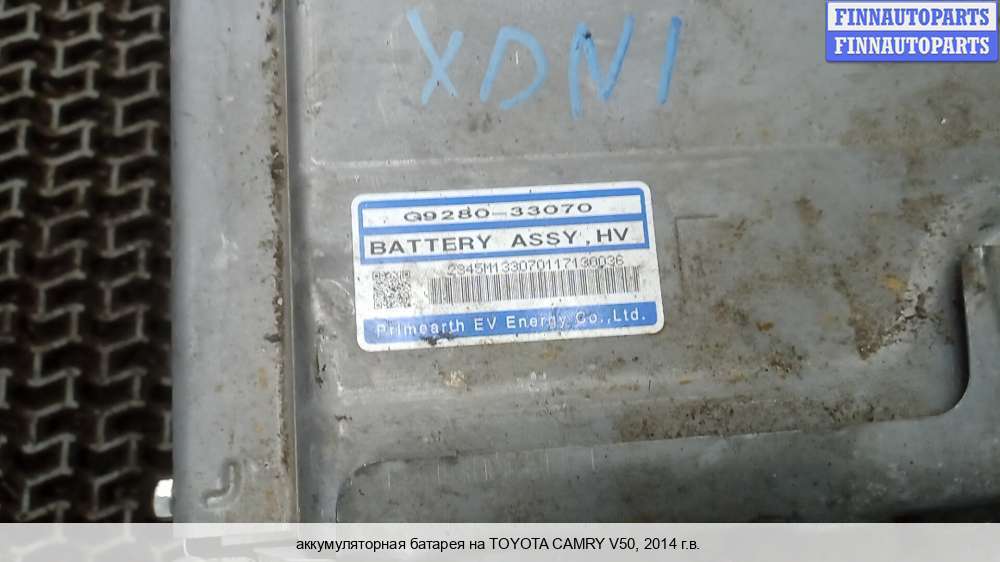 FINNAUTOPARTS
FINNAUTOPARTS
XDN1
G9280-33070
BATTERY ASSY,HV
2345M133070117130036
Primearth EV Energy Co.,Ltd.
аккумуляторная батарея на TOYOTA CAMRY V50, 2014 г.в.